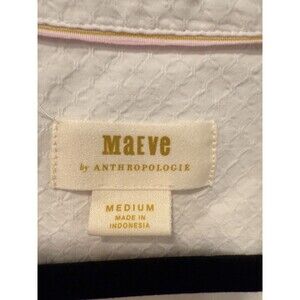 MAEVE
by ANTHROPOLOGIE
MEDIUM
MADE IN
INDONESIA